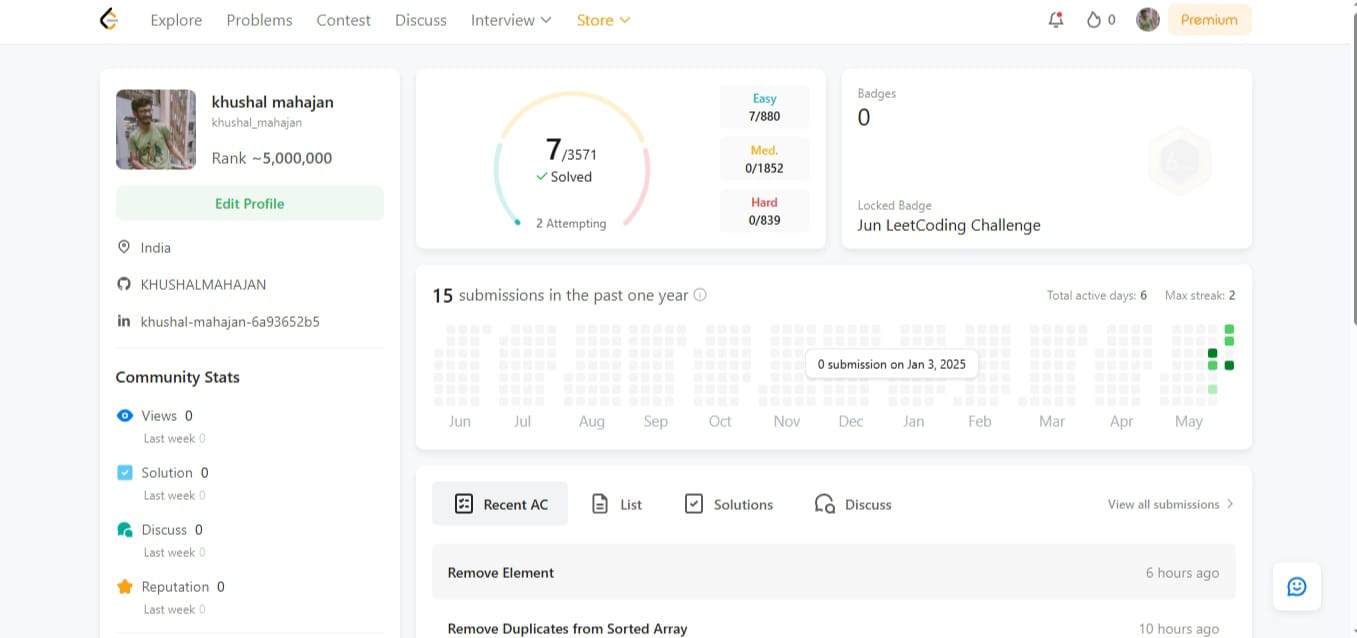 Explore Problems Contest Discuss Interview Store 0 Premium
khushal mahajan
khushal_mahajan
Rank ~5,000,000
Edit Profile
India
KHUSHALMAHAJAN
khushal-mahajan-6a93652b5
Community Stats
Views 0
Last week 0
Solution 0
Last week 0
Discuss 0
Last week 0
Reputation 0
Last week 0
7/3571
Solved
2 Attempting
Easy
7/880
Med.
0/1852
Hard
0/839
Badges
0
Locked Badge
Jun LeetCoding Challenge
15 submissions in the past one year
Total active days: 6 Max streak: 2
0 submission on Jan 3, 2025
Jun Jul Aug Sep Oct Nov Dec Jan Feb Mar Apr May
Recent AC List Solutions Discuss View all submissions
Remove Element 6 hours ago
Remove Duplicates from Sorted Array 10 hours ago